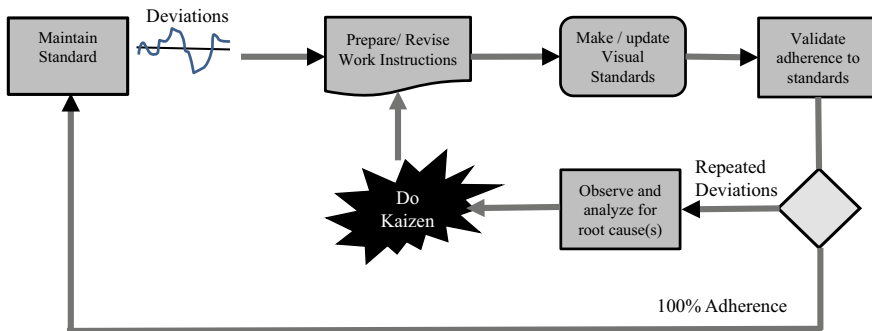 Deviations
Maintain
Standard
Prepare/ Revise
Work Instructions
Make / update
Visual
Standards
Validate
adherence to
standards
Repeated
Deviations
Observe and
analyze for
root cause(s)
Do
Kaizen
100% Adherence